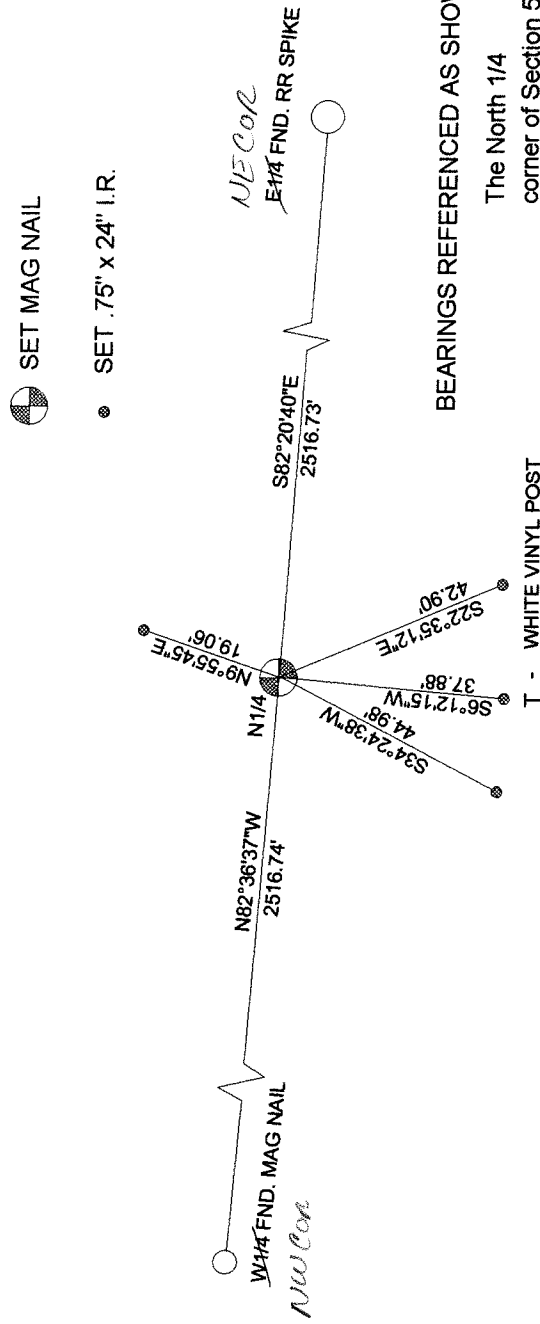 SET MAG NAIL
SET .75" x 24" I.R.
NE COR
E1/4 FND. RR SPIKE
S82°20'40"E
2516.73'
N9°55'45"E
19.06'
N1/4
N82°36'37"W
2516.74'
W1/4 FND. MAG NAIL
NW COR
S34°24'38"W
44.98'
S6°12'15"W
37.88'
S22°35'12"E
42.90'
T - WHITE VINYL POST
BEARINGS REFERENCED AS SHOW
The North 1/4
corner of Section 5